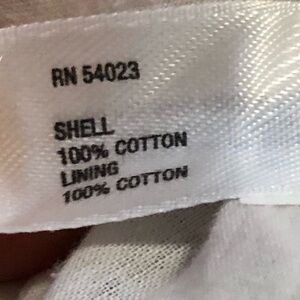 RN 54023
SHELL
100% COTTON
LINING
100% COTTON